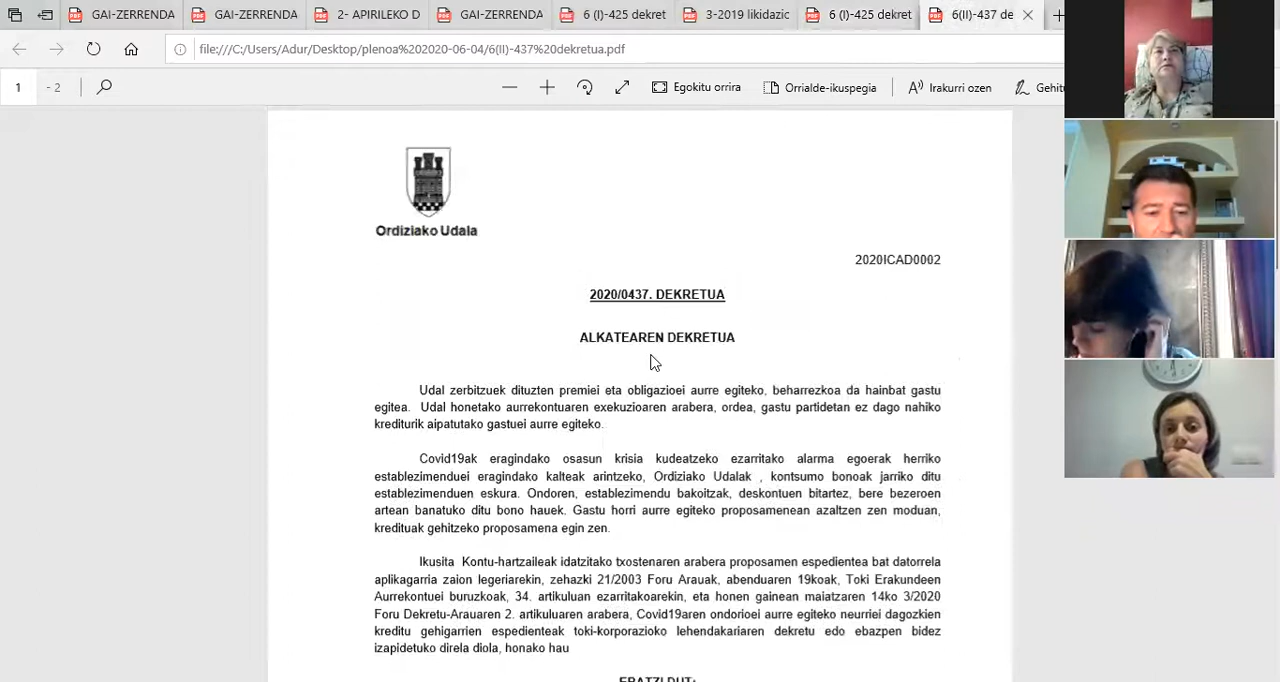 GAI-ZERRENDA
GAI-ZERRENDA
2- APIRILEKO D
GAI-ZERRENDA
6 (I)-425 dekret
3-2019 likidazic
6 (I)-425 dekret
6(II)-437 de
file:///C:/Users/Adur/Desktop/plenoa%202020-06-04/6(II)-437%20dekretua.pdf
1 - 2
Egokitu orrira
Orrialde-ikuspegia
Irakurri ozen
Gehitu
Ordiziako Udala
2020ICAD0002
2020/0437. DEKRETUA
ALKATEAREN DEKRETUA
Udal zerbitzuek dituzten premiei eta obligazioei aurre egiteko, beharrezkoa da hainbat gastu
egitea. Udal honetako aurrekontuaren exekuzioaren arabera, ordea, gastu partidetan ez dago nahiko
krediturik aipatutako gastuei aurre egiteko.
Covid19ak eragindako osasun krisia kudeatzeko ezarritako alarma egoerak herriko
establezimenduei eragindako kalteak arintzeko, Ordiziako Udalak , kontsumo bonoak jarriko ditu
establezimenduen eskura. Ondoren, establezimendu bakoitzak, deskontuen bitartez, bere bezeroen
artean banatuko ditu bono hauek. Gastu horri aurre egiteko proposamenean azaltzen zen moduan,
kredituak gehitzeko proposamena egin zen.
Ikusita Kontu-hartzaileak idatzitako txostenaren arabera proposamen espedientea bat datorrela
aplikagarria zaion legeriarekin, zehazki 21/2003 Foru Arauak, abenduaren 19koak, Toki Erakundeen
Aurrekontuei buruzkoak, 34. artikuluan ezarritakoarekin, eta honen gainean maiatzaren 14ko 3/2020
Foru Dekretu-Arauaren 2. artikuluaren arabera, Covid19aren ondorioei aurre egiteko neurriei dagozkien
kreditu gehigarrien espedienteak toki-korporazioko lehendakariaren dekretu edo ebazpen bidez
izapidetuko direla diola, honako hau
EBATZI DUT: